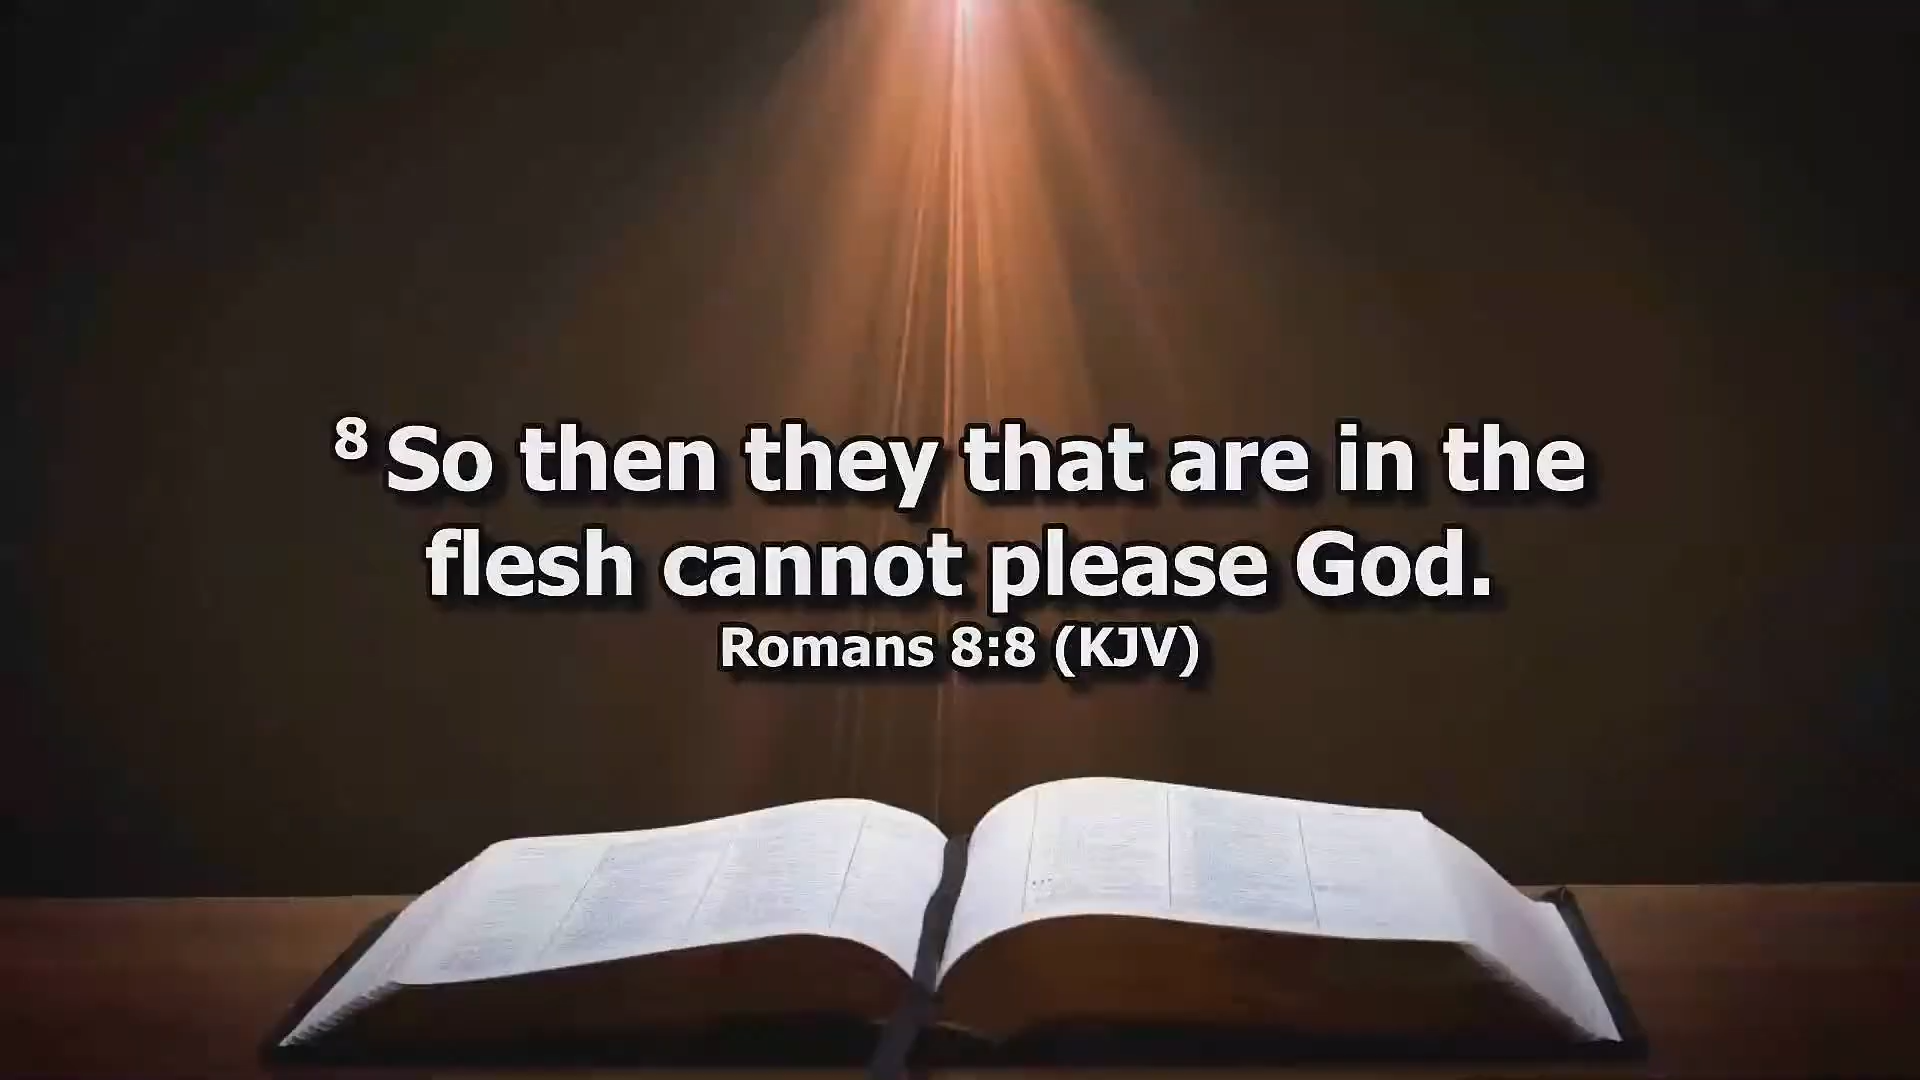 8 So then they that are in the
flesh cannot please God.
Romans 8:8 (KJV)